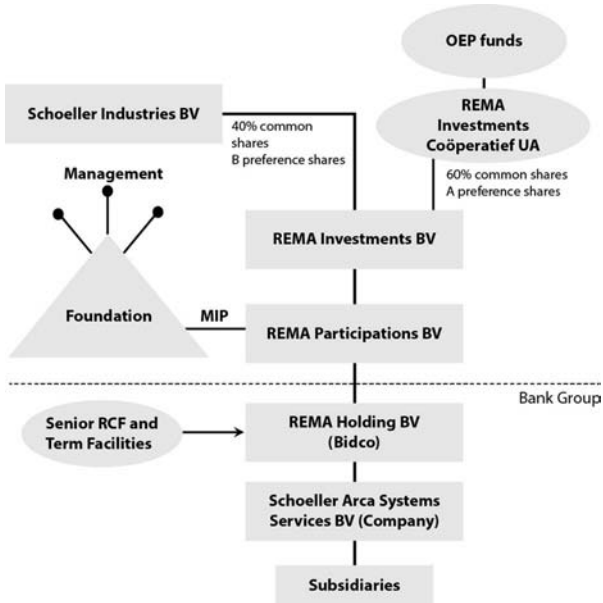 OEP funds
Schoeller Industries BV
REMA
Investments
Coöperatief UA
40% common
shares
B preference shares
60% common shares
A preference shares
Management
REMA Investments BV
Foundation
MIP
REMA Participations BV
Bank Group
Senior RCF and
Term Facilities
REMA Holding BV
(Bidco)
Schoeller Arca Systems
Services BV (Company)
Subsidiaries